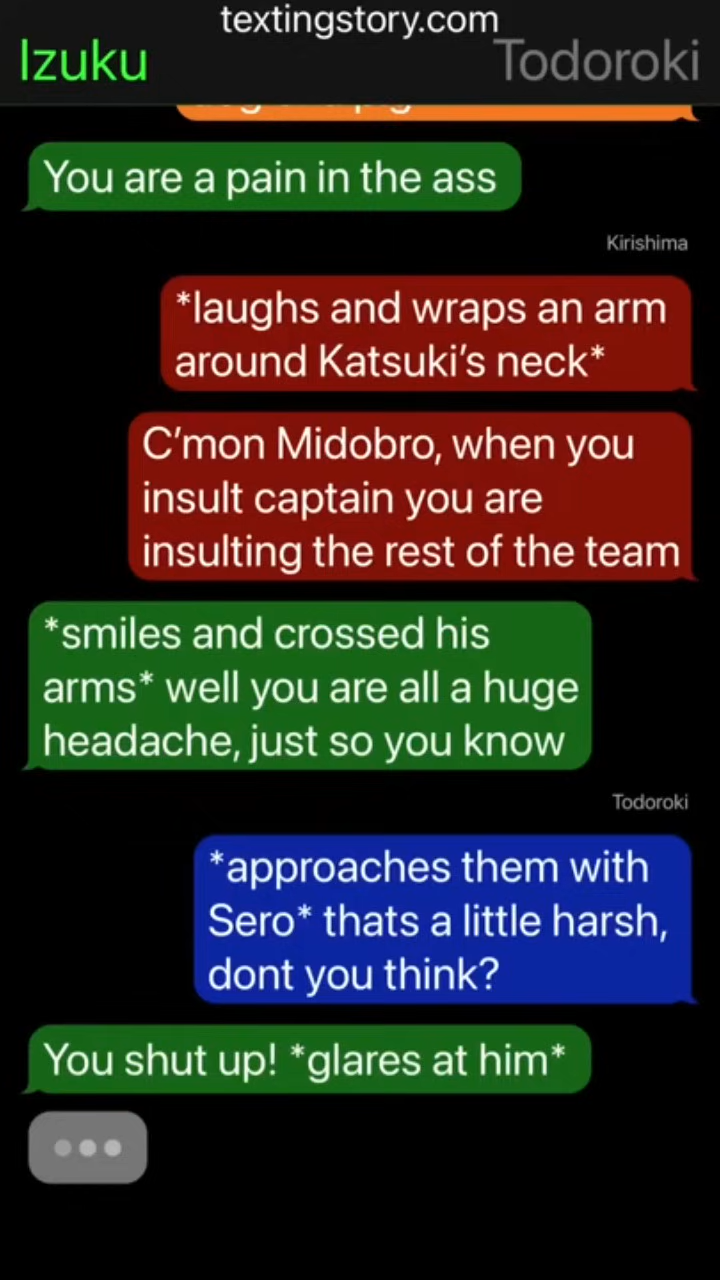 textingstory.com
Izuku
Todoroki
You are a pain in the ass
Kirishima
*laughs and wraps an arm
around Katsuki's neck*
C'mon Midobro, when you
insult captain you are
insulting the rest of the team
*smiles and crossed his
arms* well you are all a huge
headache, just so you know
Todoroki
*approaches them with
Sero* thats a little harsh,
dont you think?
You shut up! *glares at him*